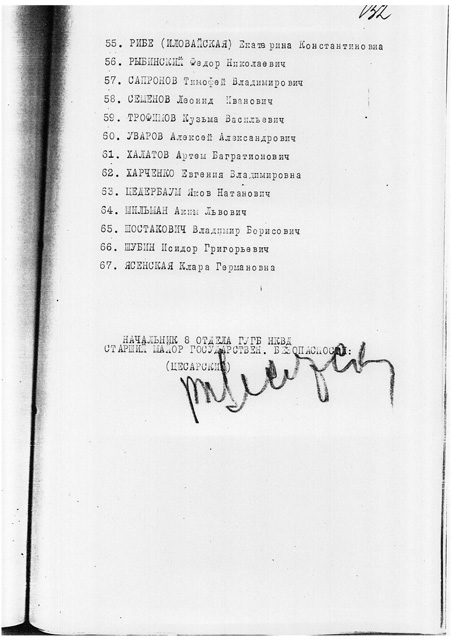 132
55. РИБЕ (ИЛОВАЙСКАЯ) Екатерина Константиновна
56. РЫБИНСКИЙ Федор Николаевич
57. САПРОНОВ Тимофей Владимирович
58. СЕМЕНОВ Леонид Иванович
59. ТРОФИМОВ Кузьма Васильевич
60. УВАРОВ Алексей Александрович
61. ХАЛАТОВ Артем Багратионович
62. ХАРЧЕНКО Евгения Владимировна
63. ЦЕДЕРБАУМ Яков Натанович
64. ШИЛЬМАН Аким Львович
65. ШОСТАКОВИЧ Владимир Борисович
66. ШУБИН Исидор Григорьевич
67. ЯСЕНСКАЯ Клара Германовна
НАЧАЛЬНИК 8 ОТДЕЛА ГУГБ НКВД
СТАРШИЙ МАЙОР ГОСУДАРСТВЕН. БЕЗОПАСНОСТИ:
(ЦЕСАРСКИЙ)